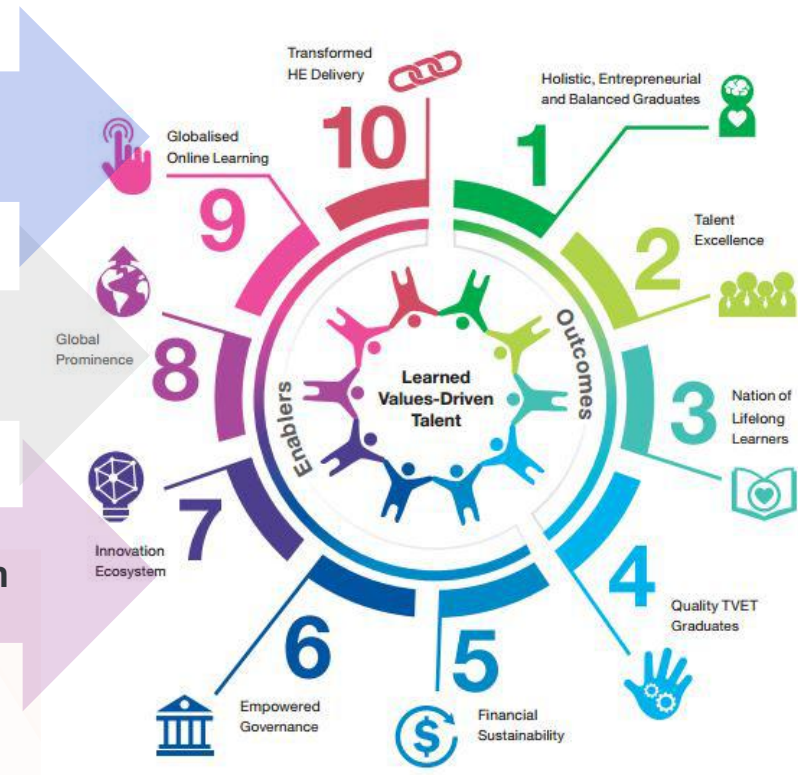 Transformed
HE Delivery
10
Holistic, Entrepreneurial
and Balanced Graduates
1
Talent
Excellence
2
Nation of
Lifelong
Learners
3
Quality TVET
Graduates
4
Financial
Sustainability
5
$
Empowered
Governance
6
Innovation
Ecosystem
7
Global
Prominence
8
Globalised
Online Learning
9
Outcomes
Enablers
Learned
Values-Driven
Talent
n